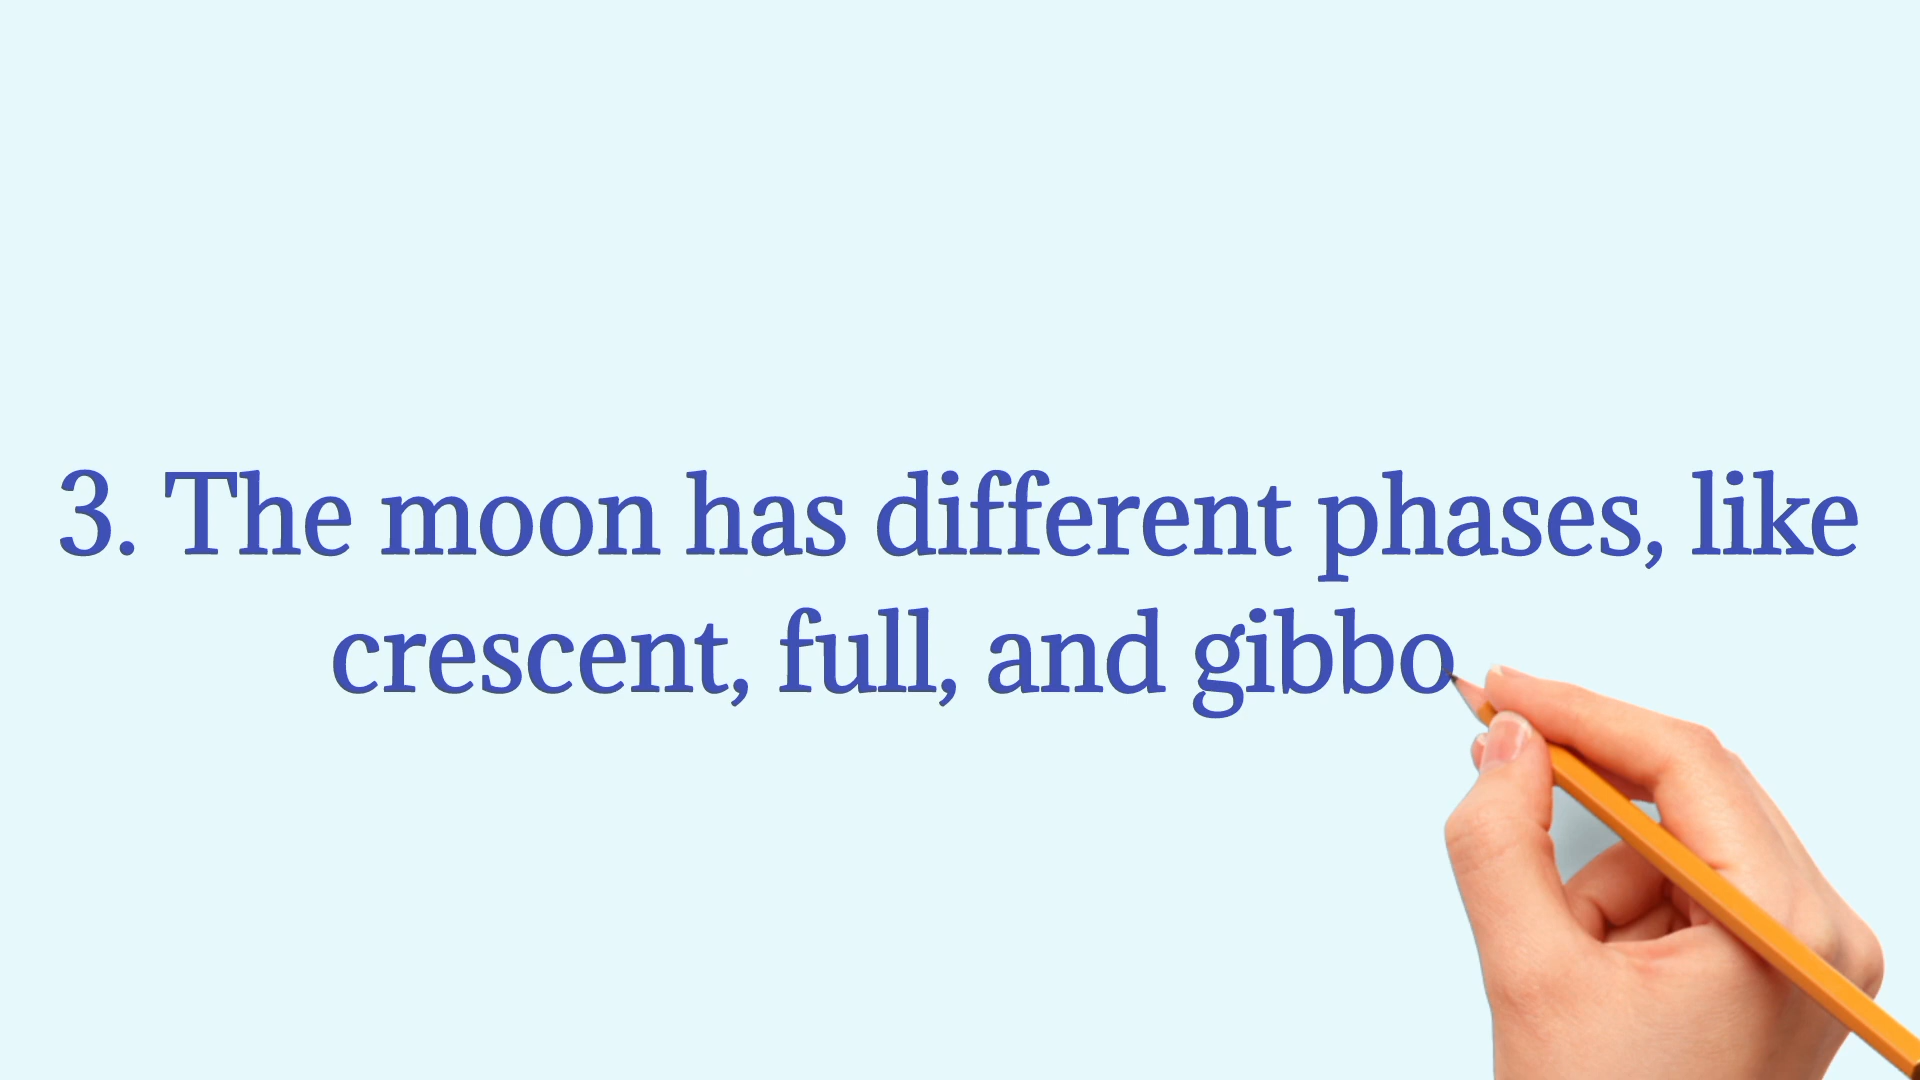 3. The moon has different phases, like
crescent, full, and gibbo